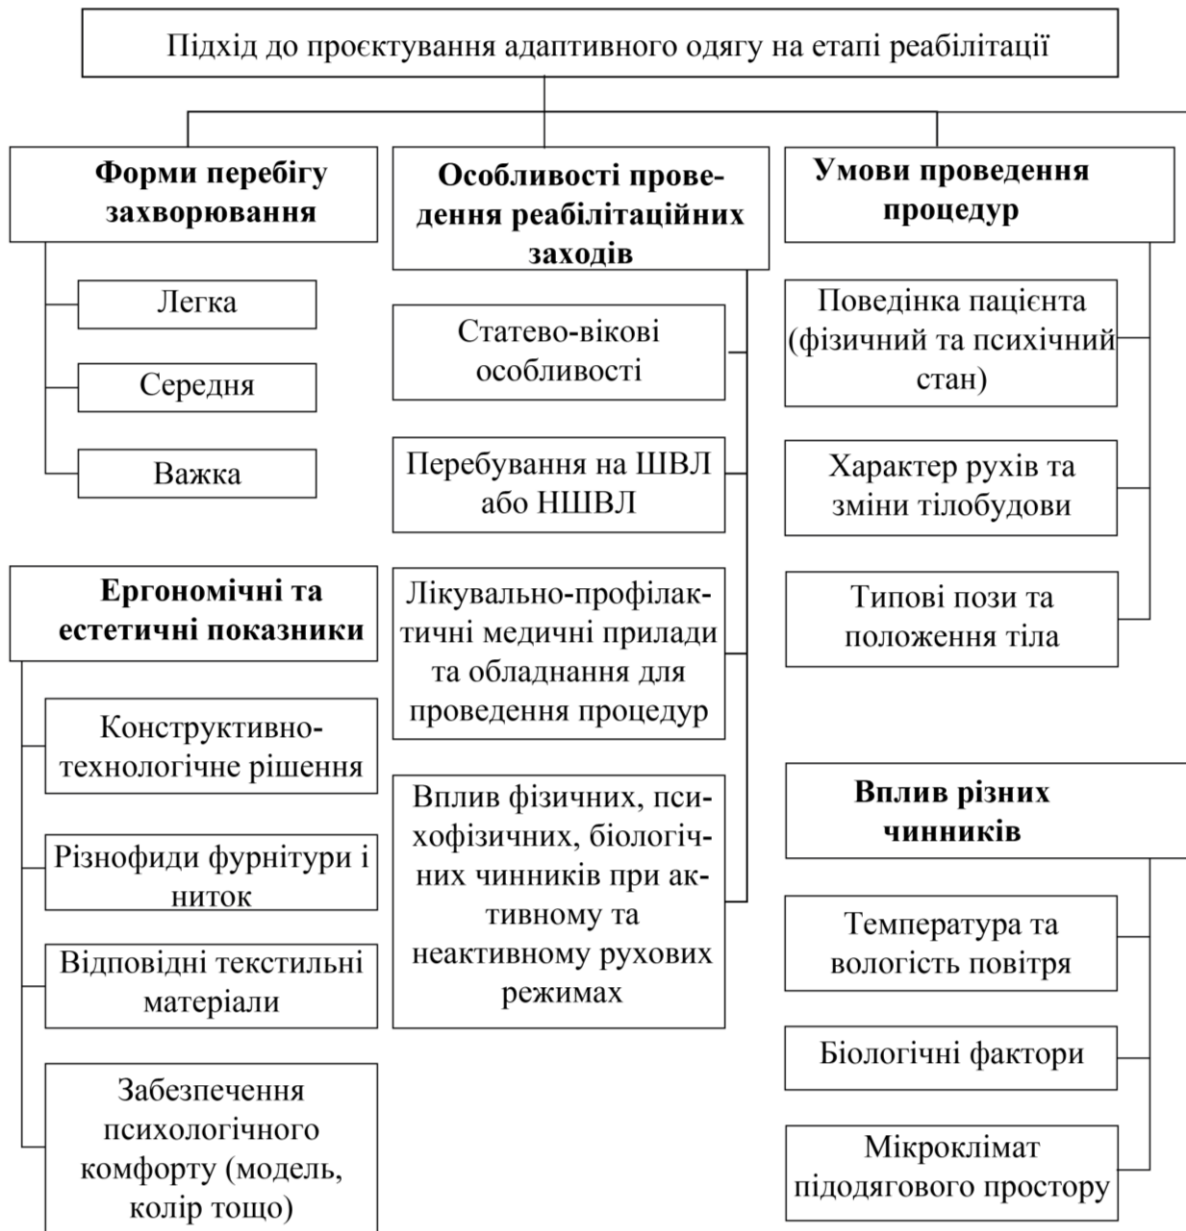 Підхід до проєктування адаптивного одягу на етапі реабілітації
Форми перебігу
захворювання
Легка
Середня
Важка
Особливості прове-
дення реабілітаційних
заходів
Статево-вікові
особливості
Перебування на ШВЛ
або НШВЛ
Лікувально-профілак-
тичні медичні прилади
та обладнання для
проведення процедур
Вплив фізичних, пси-
хофізичних, біологіч-
них чинників при ак-
тивному та
неактивному рухових
режимах
Умови проведення
процедур
Поведінка пацієнта
(фізичний та психічний
стан)
Характер рухів та
зміни тілобудови
Типові пози та
положення тіла
Ергономічні та
естетичні показники
Конструктивно-
технологічне рішення
Різнофиди фурнітури і
ниток
Відповідні текстильні
матеріали
Забезпечення
психологічного
комфорту (модель,
колір тощо)
Вплив різних
чинників
Температура та
вологість повітря
Біологічні фактори
Мікроклімат
підодягового простору